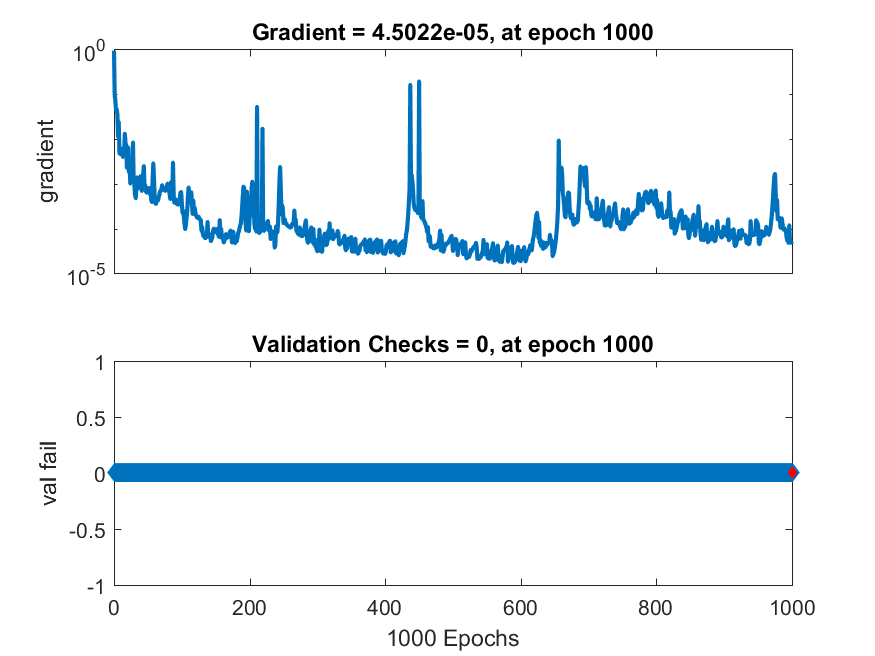 Gradient = 4.5022e-05, at epoch 1000
10^0
gradient
10^-5
Validation Checks = 0, at epoch 1000
1
0.5
val fail
0
-0.5
-1
0 200 400 600 800 1000
1000 Epochs